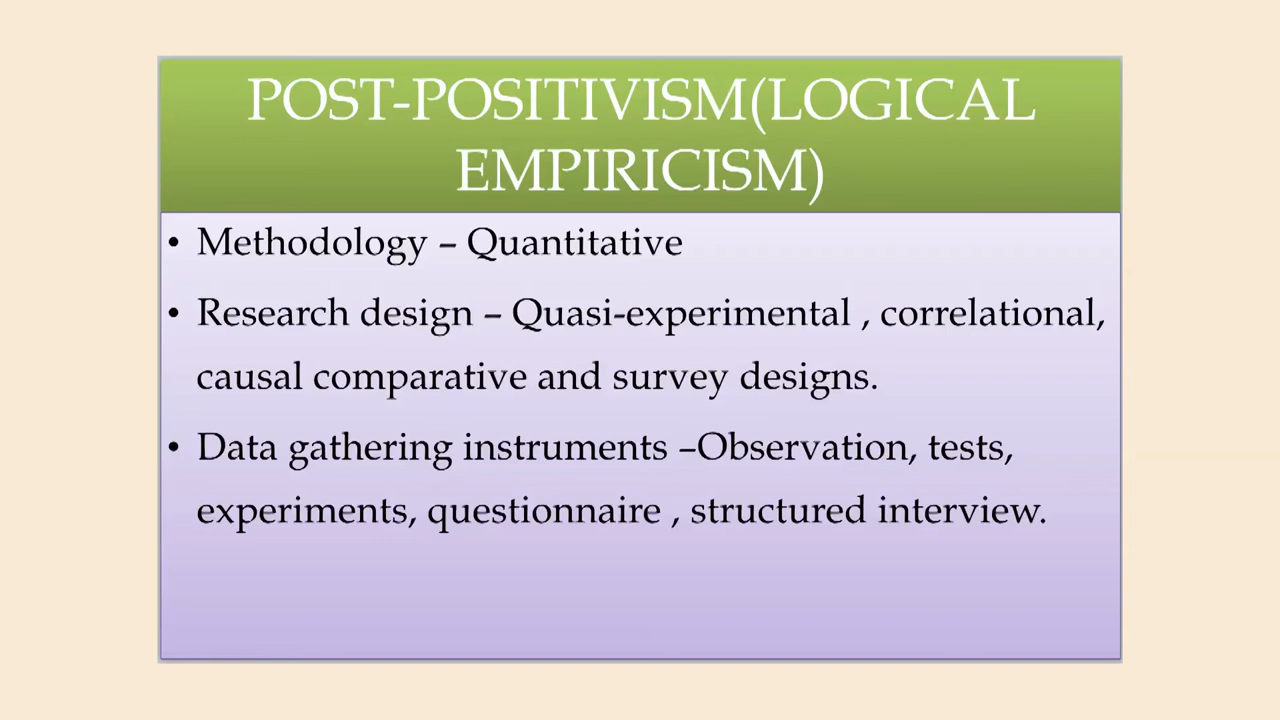 POST-POSITIVISM(LOGICAL
EMPIRICISM)
• Methodology – Quantitative
• Research design – Quasi-experimental , correlational,
causal comparative and survey designs.
• Data gathering instruments –Observation, tests,
experiments, questionnaire , structured interview.